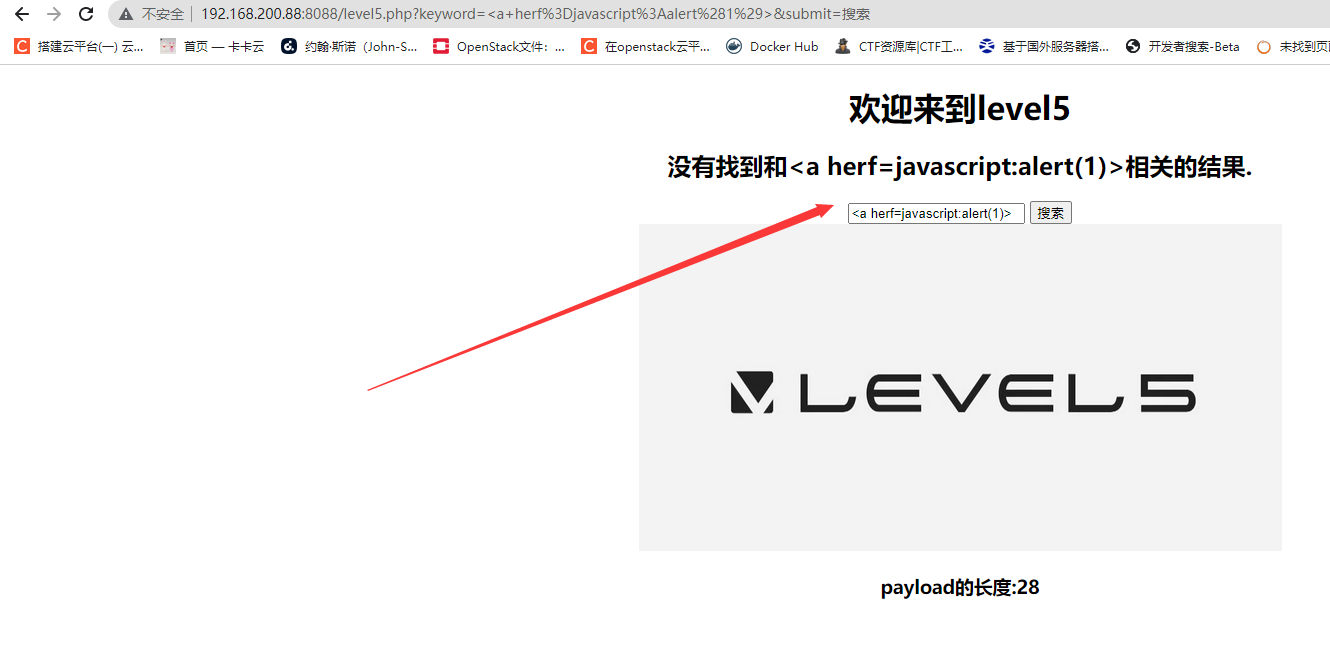 不安全 192.168.200.88:8088/level5.php?keyword=<a+herf%3Djavascript%3Aalert%281%29>&submit=搜索
搭建云平台(一) 云... 首页 — 卡卡云 约翰·斯诺（John-S... OpenStack文件：... 在openstack云平... Docker Hub CTF资源库|CTF工... 基于国外服务器搭... 开发者搜索-Beta 未找到页
欢迎来到level5
没有找到和<a herf=javascript:alert(1)>相关的结果.
<a herf=javascript:alert(1)> 搜索
LEVEL5
payload的长度:28